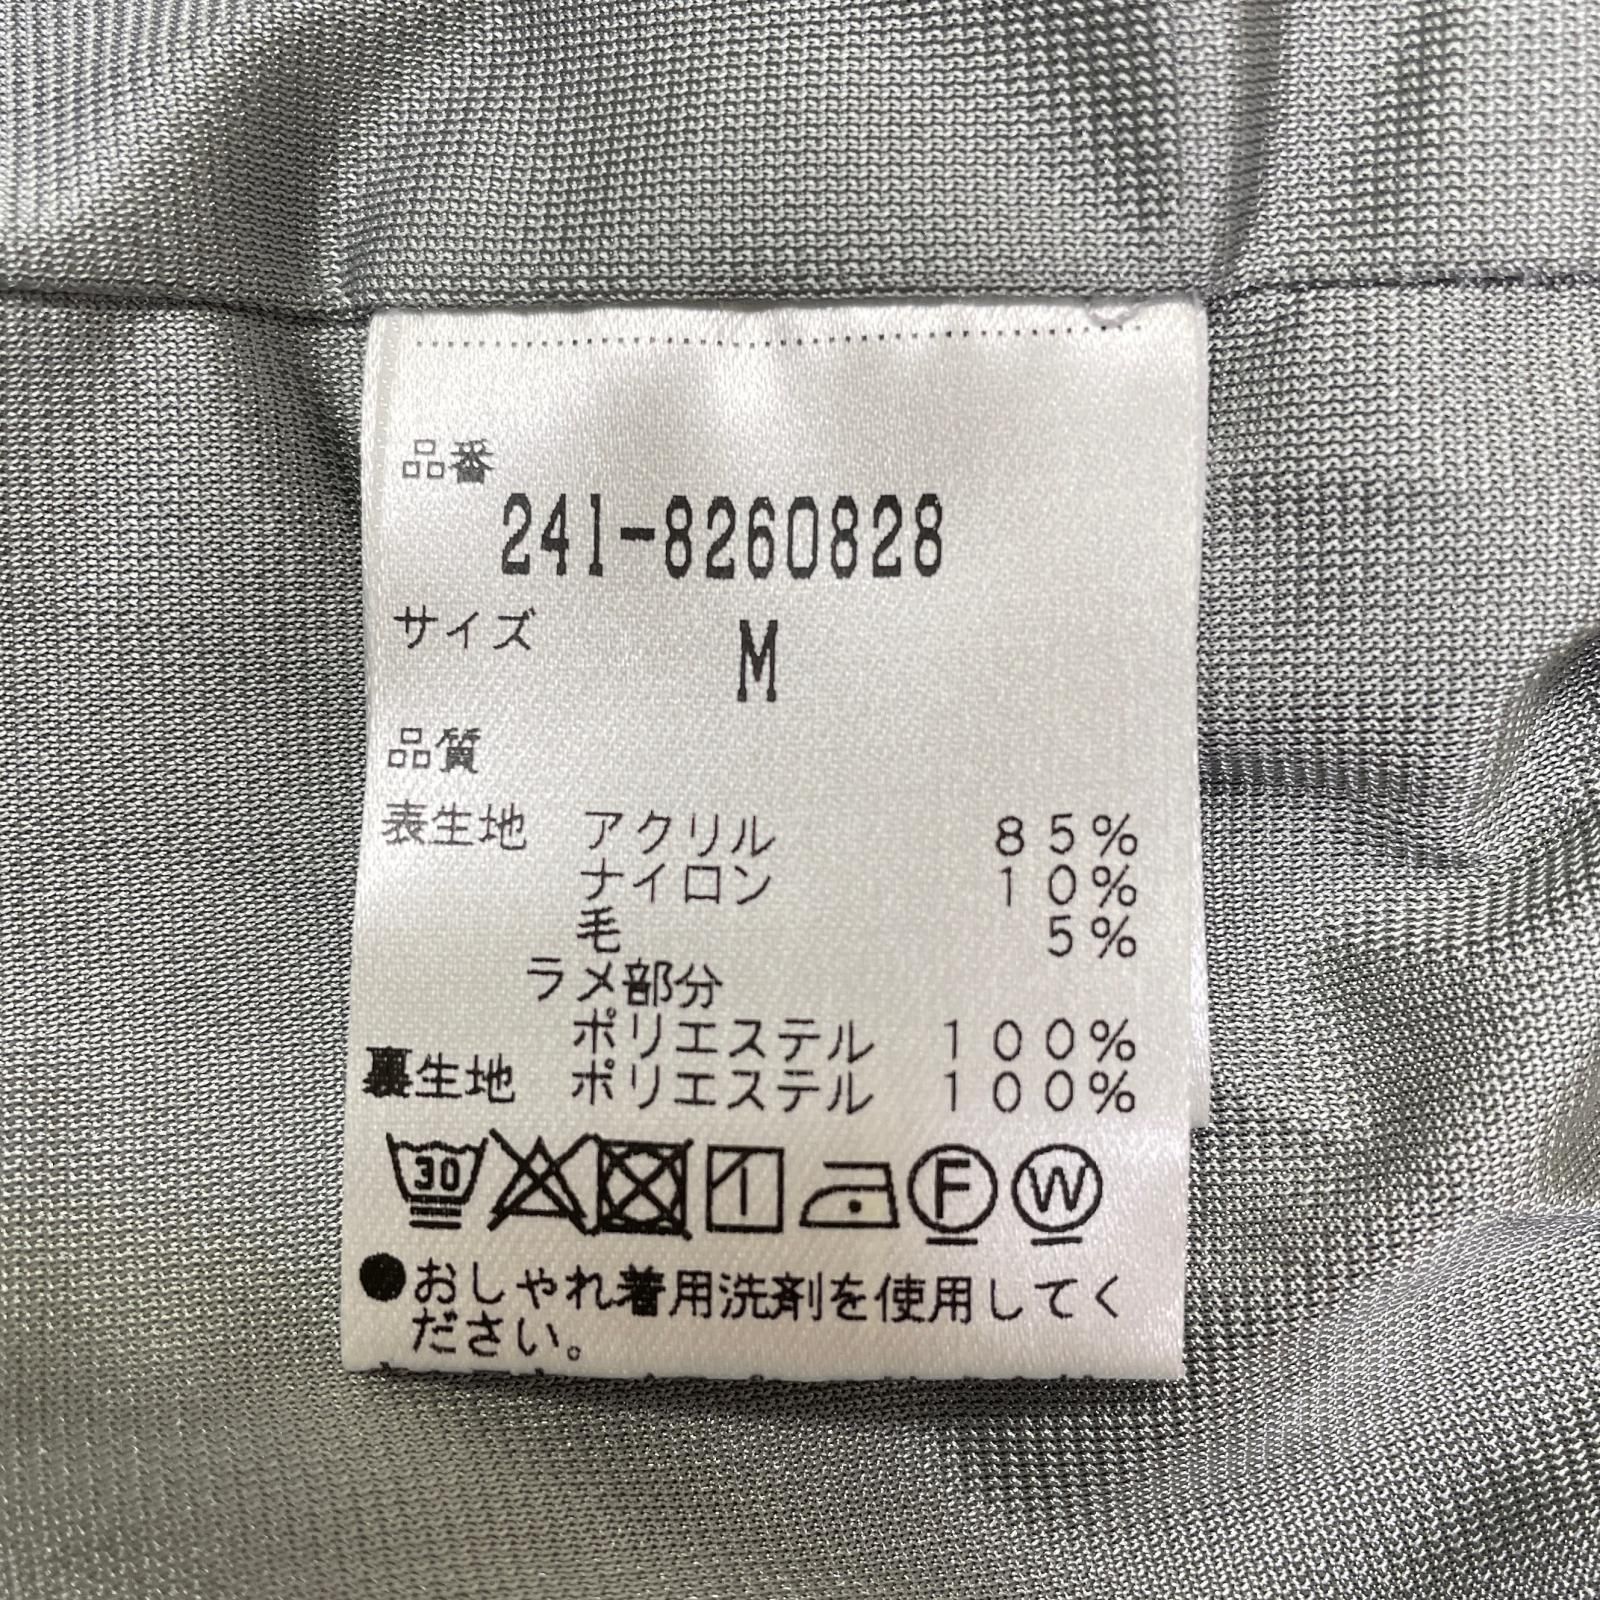 品番
241-8260828
サイズ M
品質
表生地 アクリル 85%
ナイロン 10%
毛 5%
ラメ部分
ポリエステル 100%
裏生地 ポリエステル 100%
30 F W
●おしゃれ着用洗剤を使用してく
ださい。